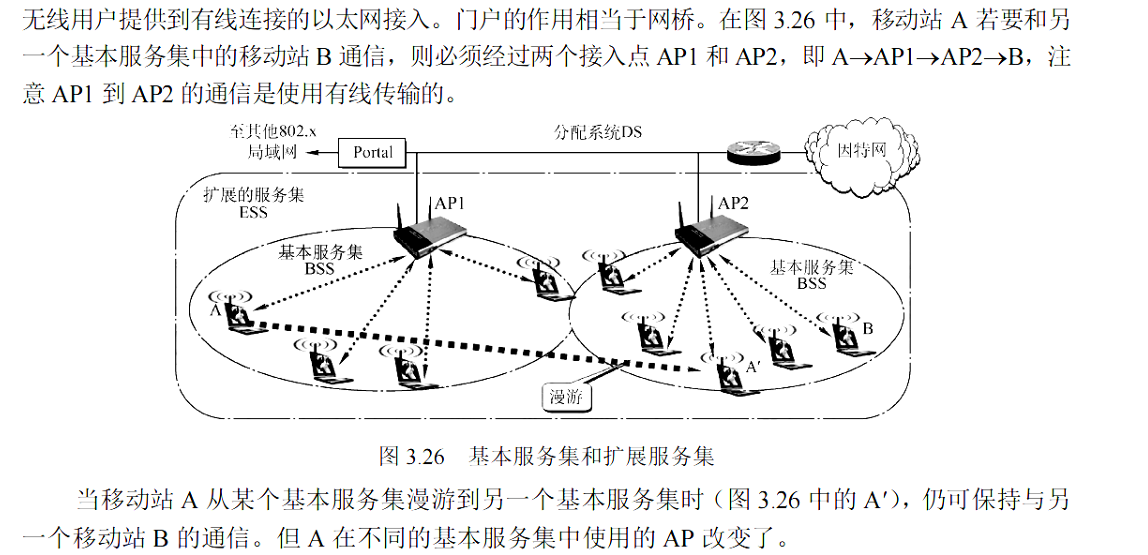 无线用户提供到有线连接的以太网接入。门户的作用相当于网桥。在图 3.26 中，移动站 A 若要和另
一个基本服务集中的移动站 B 通信，则必须经过两个接入点 AP1 和 AP2，即 A→AP1→AP2→B，注
意 AP1 到 AP2 的通信是使用有线传输的。
至其他802.x
局域网
Portal
分配系统DS
因特网
扩展的服务集
ESS
AP1
AP2
基本服务集
BSS
基本服务集
BSS
A
B
A′
漫游
图 3.26 基本服务集和扩展服务集
当移动站 A 从某个基本服务集漫游到另一个基本服务集时（图 3.26 中的 A′），仍可保持与另
一个移动站 B 的通信。但 A 在不同的基本服务集中使用的 AP 改变了。